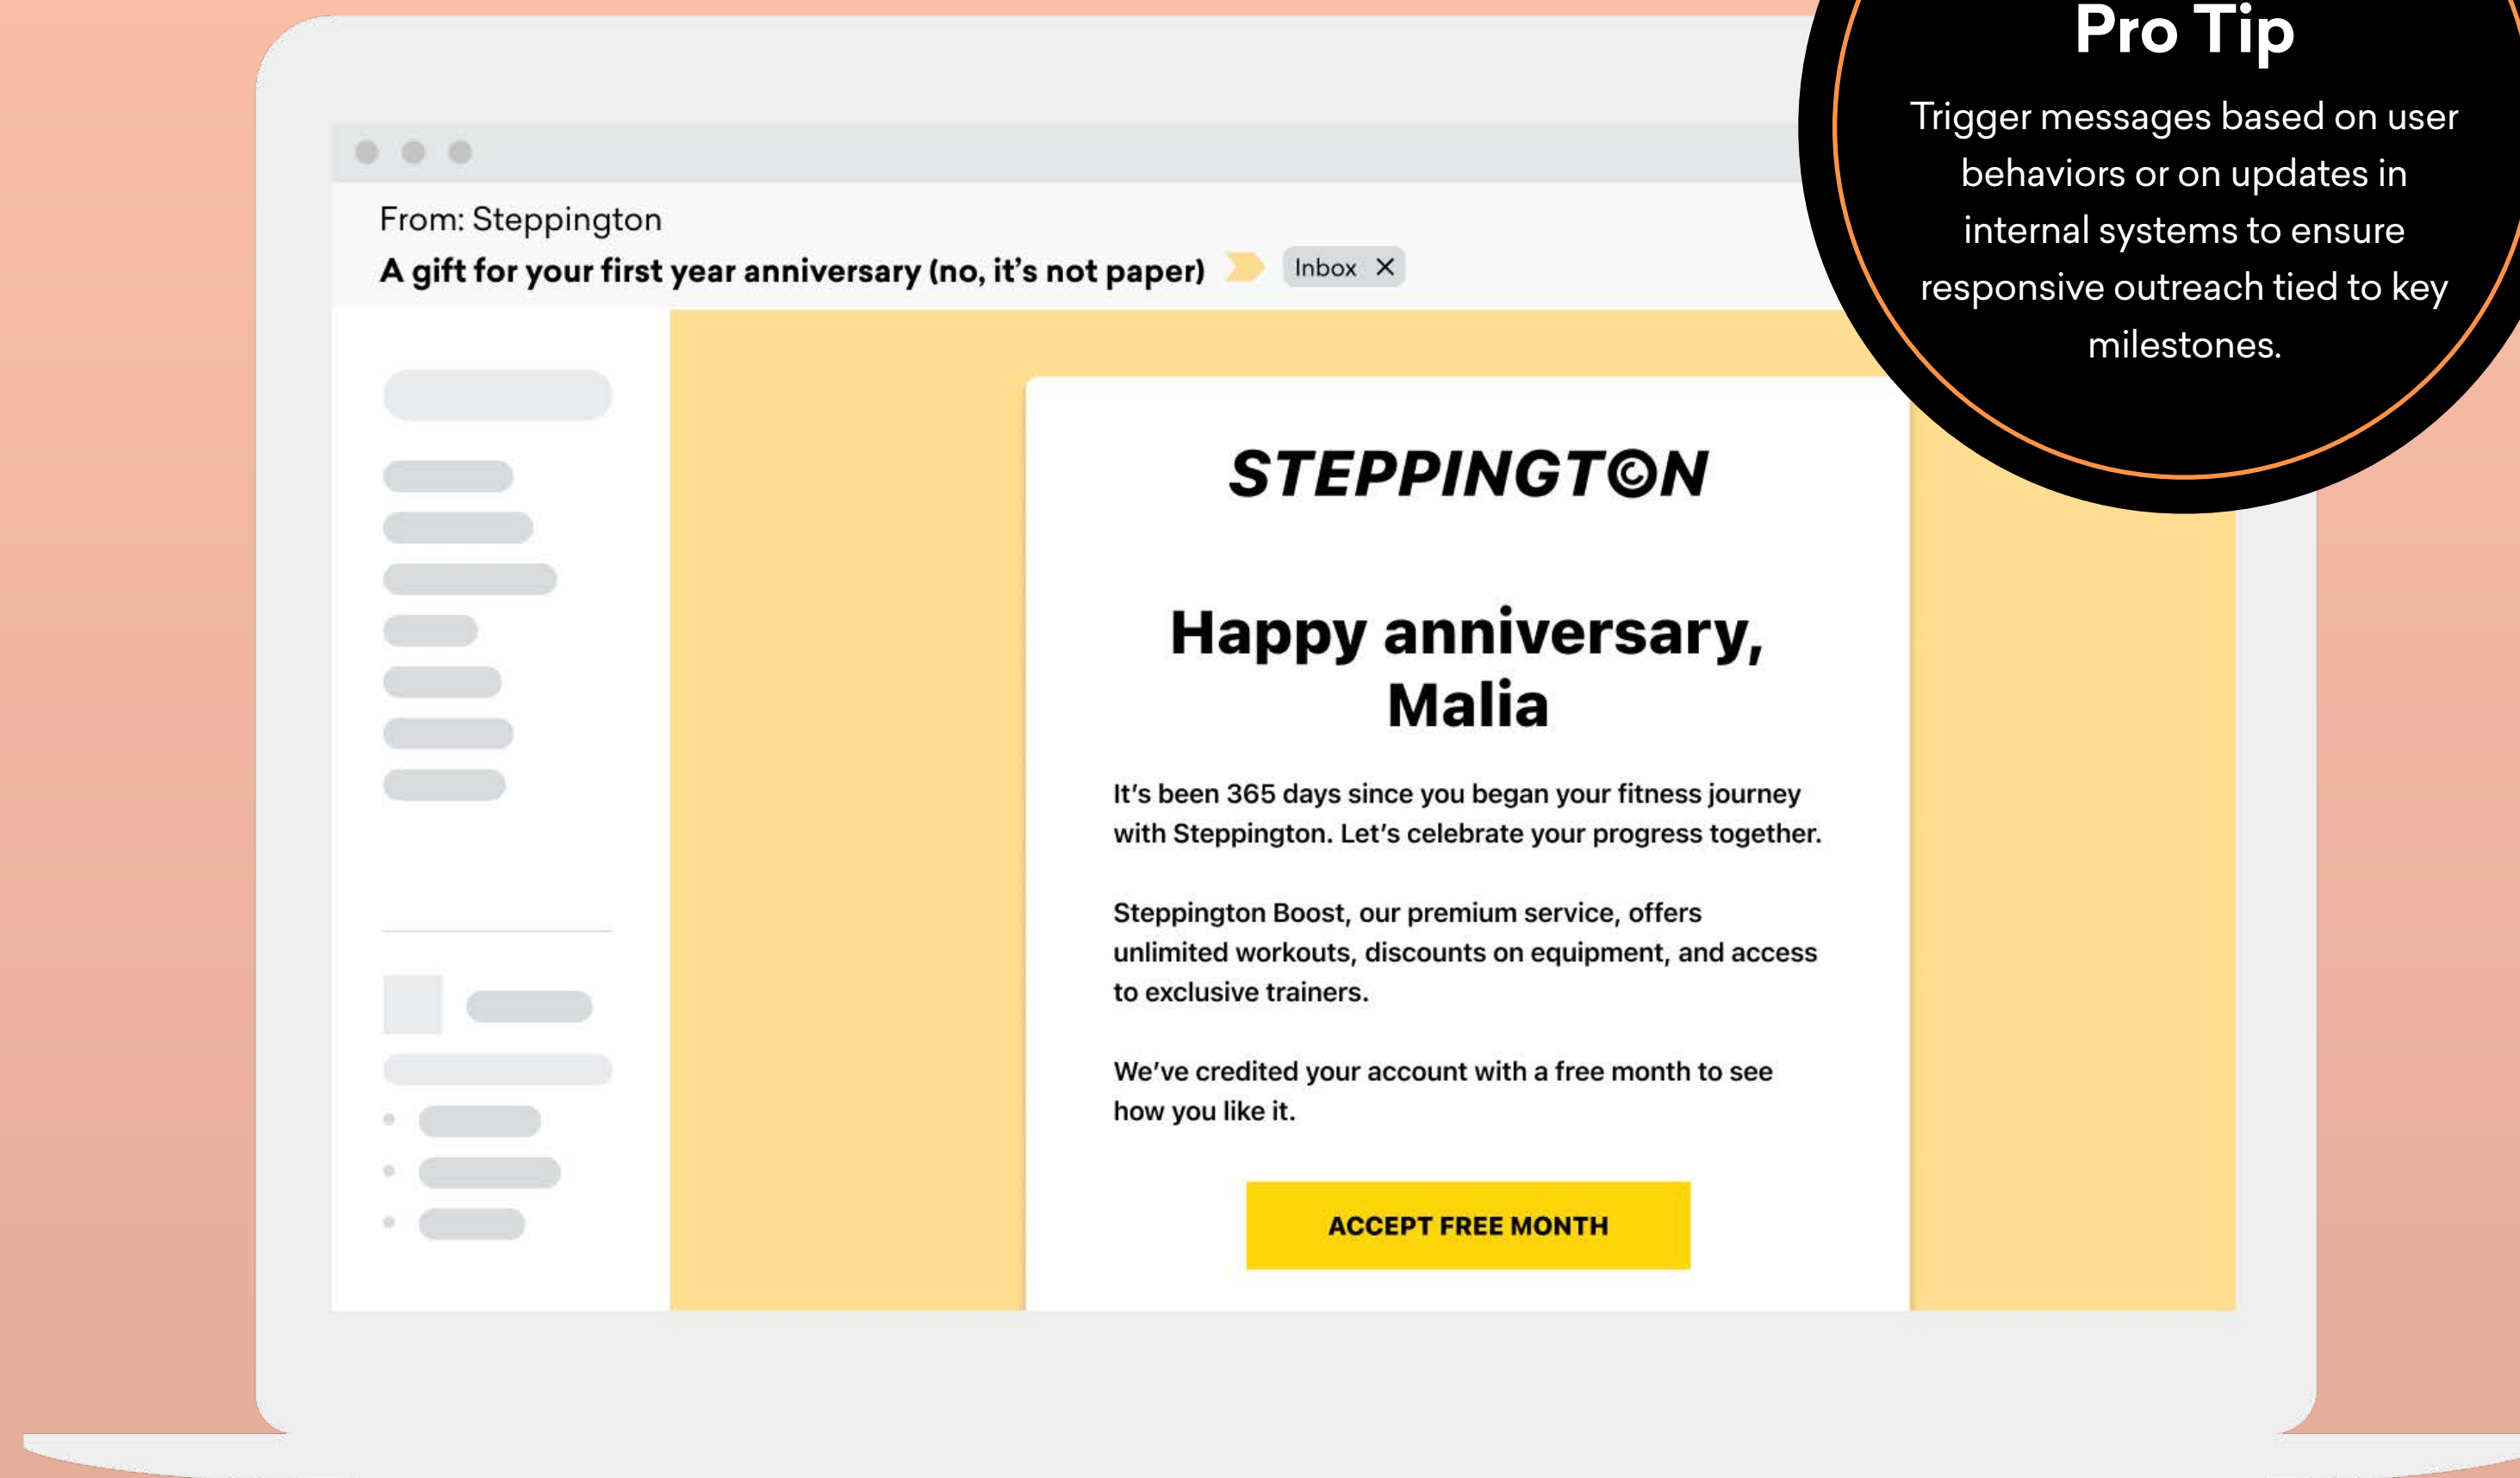 Pro Tip
Trigger messages based on user
behaviors or on updates in
internal systems to ensure
responsive outreach tied to key
milestones.
From: Steppington
A gift for your first year anniversary (no, it’s not paper)
Inbox X
STEPPINGTON
Happy anniversary,
Malia
It’s been 365 days since you began your fitness journey
with Steppington. Let’s celebrate your progress together.
Steppington Boost, our premium service, offers
unlimited workouts, discounts on equipment, and access
to exclusive trainers.
We’ve credited your account with a free month to see
how you like it.
ACCEPT FREE MONTH